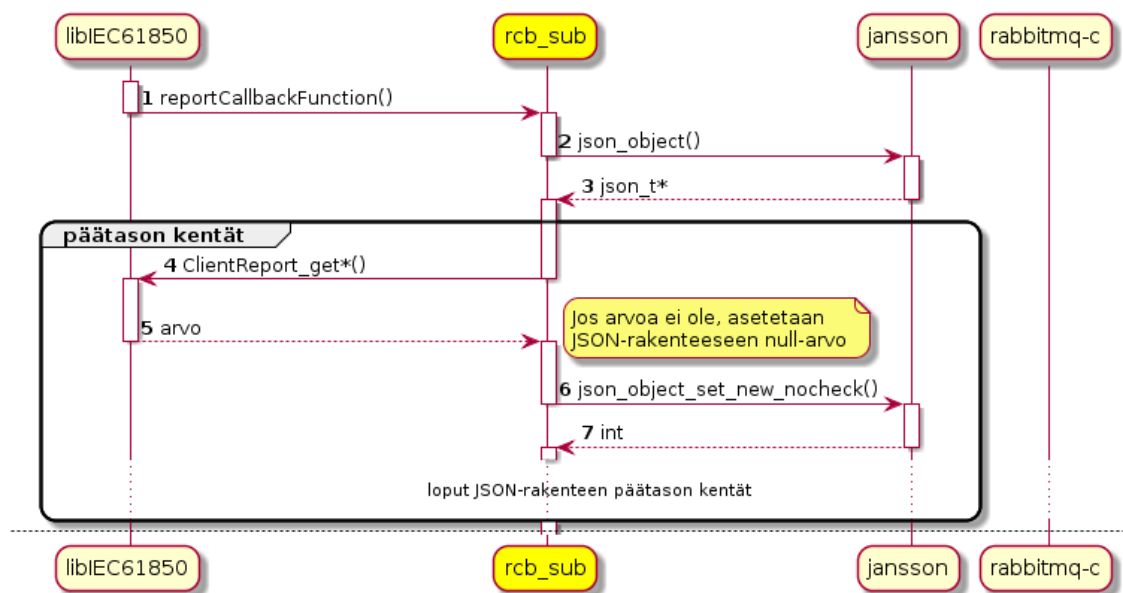 libIEC61850
rcb_sub
jansson
rabbitmq-c
1 reportCallbackFunction()
2 json_object()
3 json_t*
päätason kentät
4 ClientReport_get*()
5 arvo
Jos arvoa ei ole, asetetaan
JSON-rakenteeseen null-arvo
6 json_object_set_new_nocheck()
7 int
loput JSON-rakenteen päätason kentät
libIEC61850
rcb_sub
jansson
rabbitmq-c